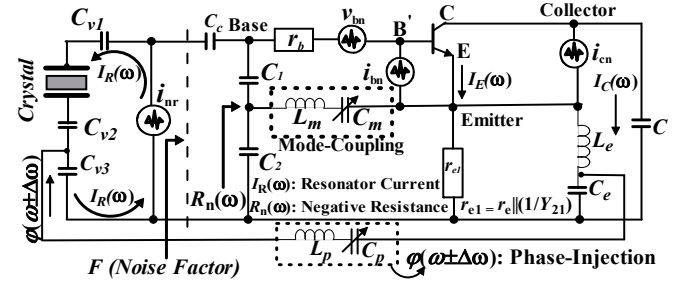 C
C_v1
C_c Base
r_b
v_bn
B'
E
Collector
Crystal
I_R(ω)
i_nr
C_1
i_bn
I_E(ω)
i_cn
I_C(ω)
C_v2
L_m
C_m
Emitter
L_e
C
C_v3
Mode-Coupling
C_2
r_e1
C_e
φ(ω±Δω)
I_R(ω)
R_n(ω)
I_R(ω): Resonator Current
R_n(ω): Negative Resistance
r_e1 = r_e||(1/Y_21)
F (Noise Factor)
L_p
C_p
φ(ω±Δω): Phase-Injection